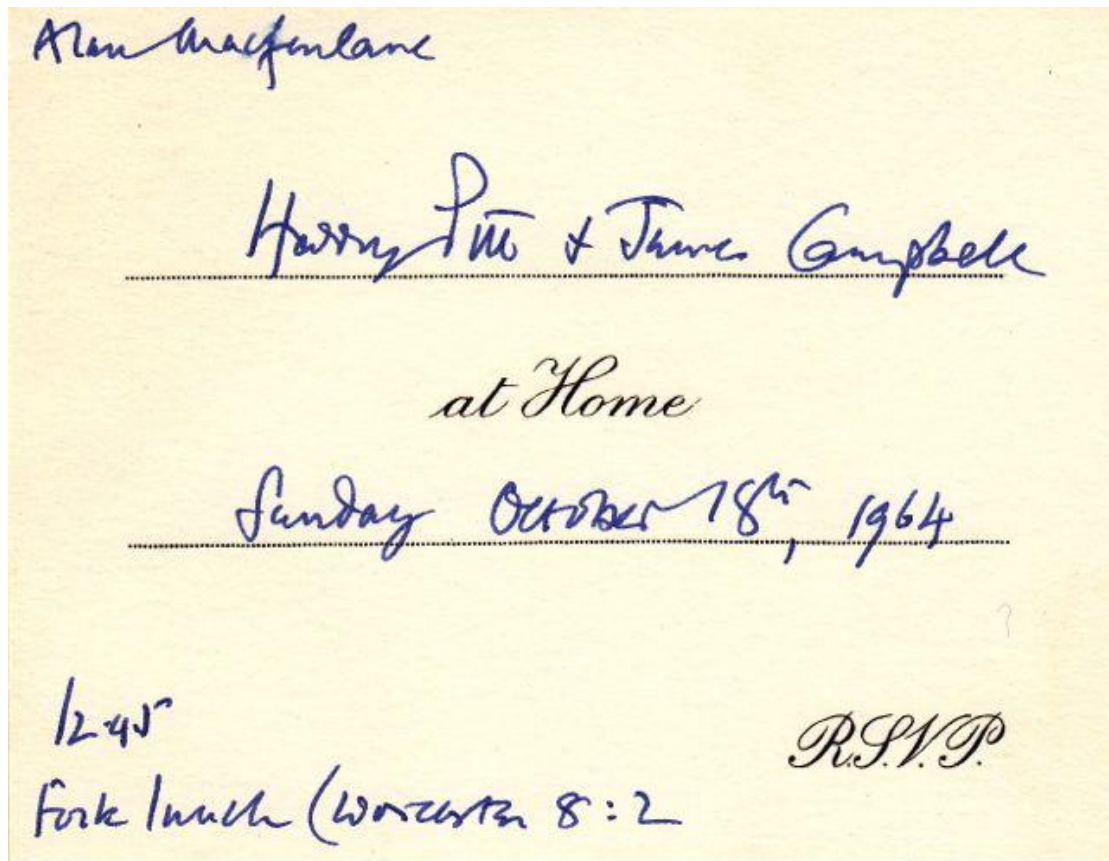 Alan Macfarlane
Harry Pitt & James Campbell
at Home
Sunday October 18th, 1964
12.45
R.S.V.P.
Fork lunch (Worcester 8:2